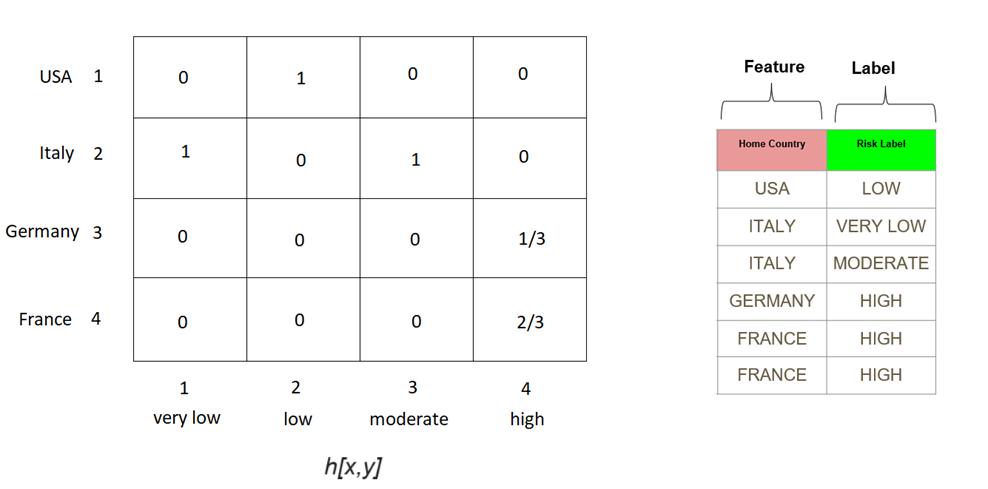 USA 1 0 1 0 0
Italy 2 1 0 1 0
Germany 3 0 0 0 1/3
France 4 0 0 0 2/3
1 2 3 4
very low low moderate high
h[x,y]
Feature Label
Home Country Risk Label
USA LOW
ITALY VERY LOW
ITALY MODERATE
GERMANY HIGH
FRANCE HIGH
FRANCE HIGH